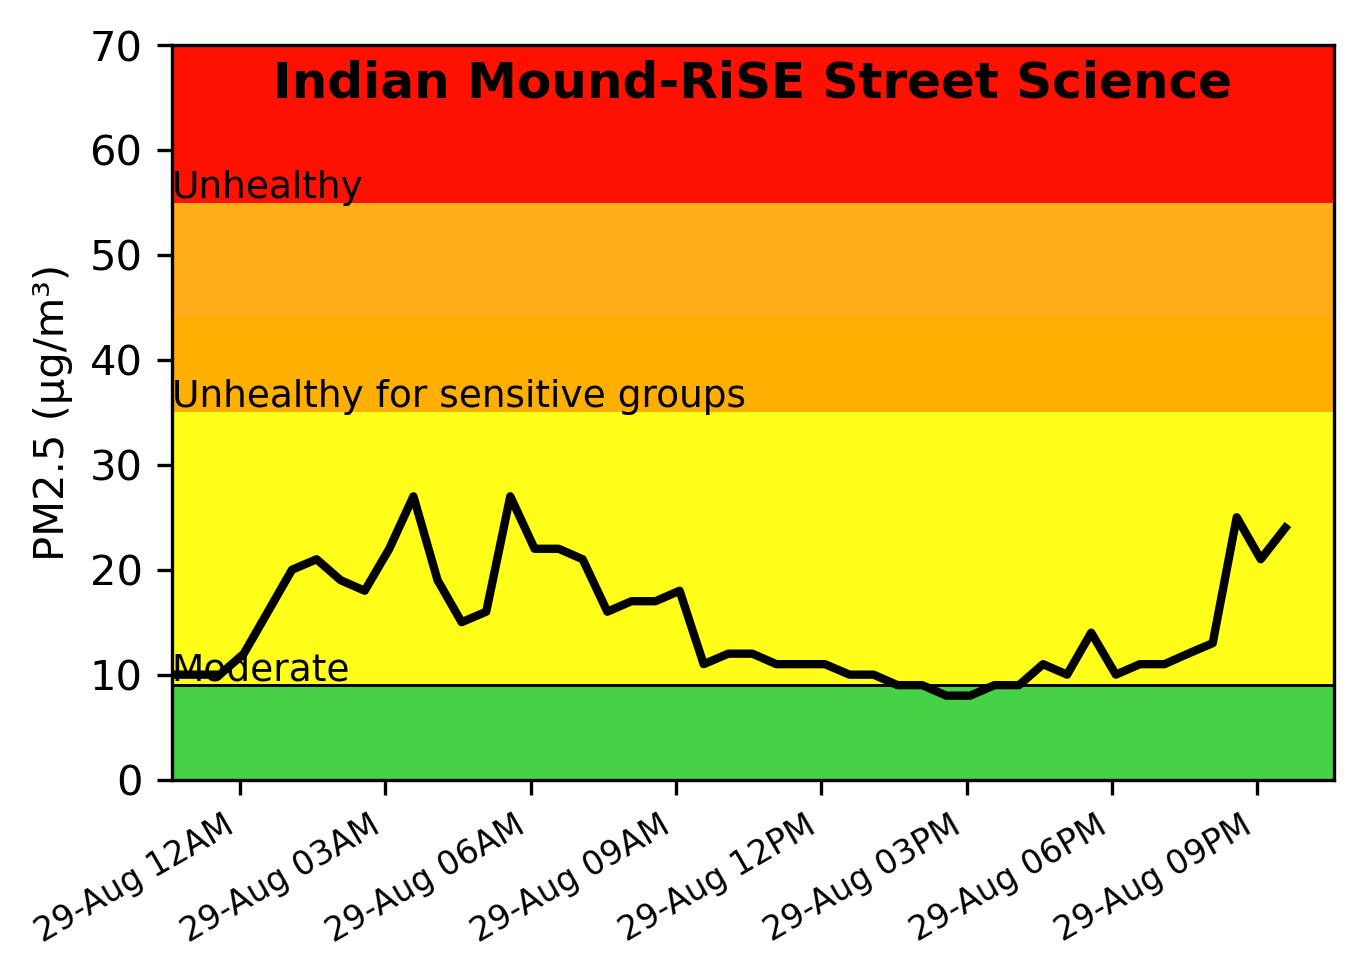 Indian Mound-RiSE Street Science
70
60
50
40
30
20
10
0
PM2.5 (µg/m³)
Unhealthy
Unhealthy for sensitive groups
Moderate
29-Aug 12AM
29-Aug 03AM
29-Aug 06AM
29-Aug 09AM
29-Aug 12PM
29-Aug 03PM
29-Aug 06PM
29-Aug 09PM